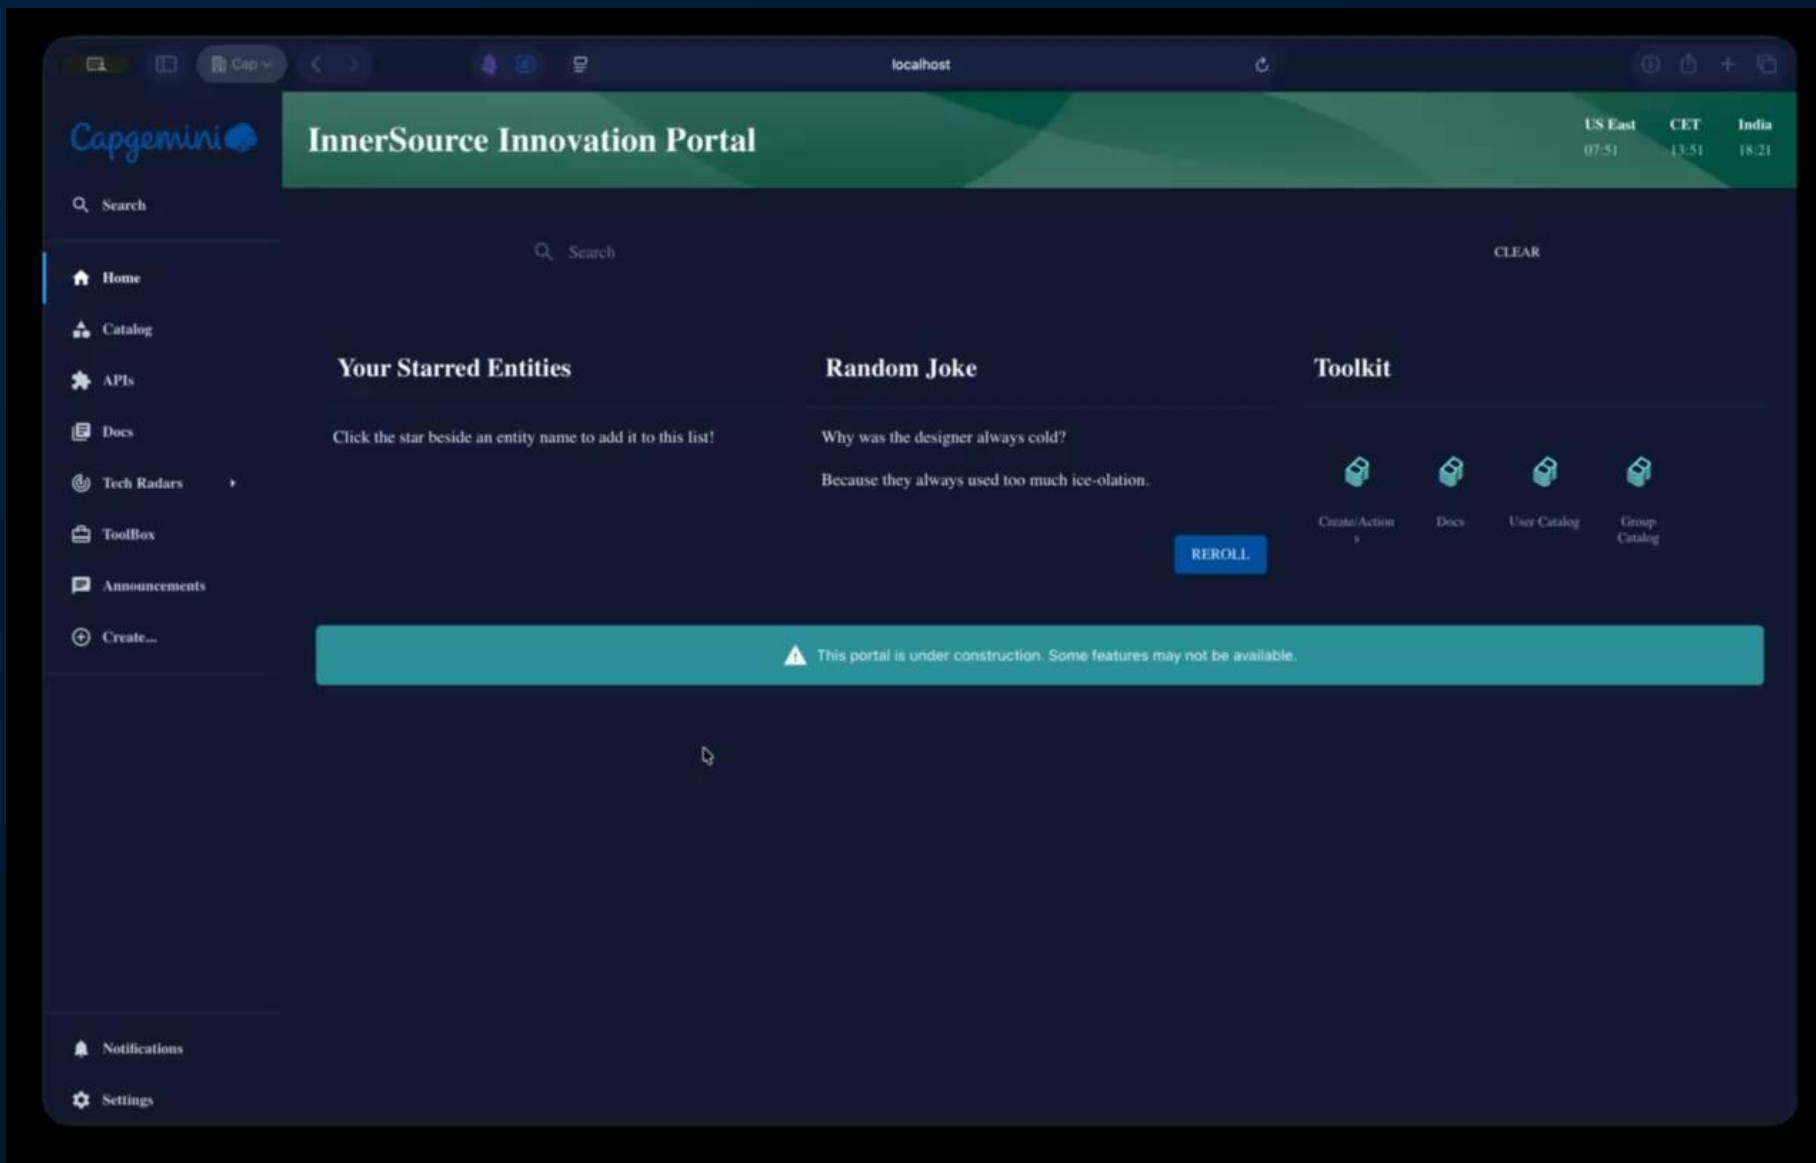 Cap
localhost
Capgemini
InnerSource Innovation Portal
US East
07:51
CET
13:51
India
18:21
Search
Home
Catalog
APIs
Docs
Tech Radars
ToolBox
Announcements
Create...
Notifications
Settings
Search
CLEAR
Your Starred Entities
Click the star beside an entity name to add it to this list!
Random Joke
Why was the designer always cold?
Because they always used too much ice-olation.
REROLL
Toolkit
Create/Action
s
Docs
User Catalog
Group
Catalog
This portal is under construction. Some features may not be available.